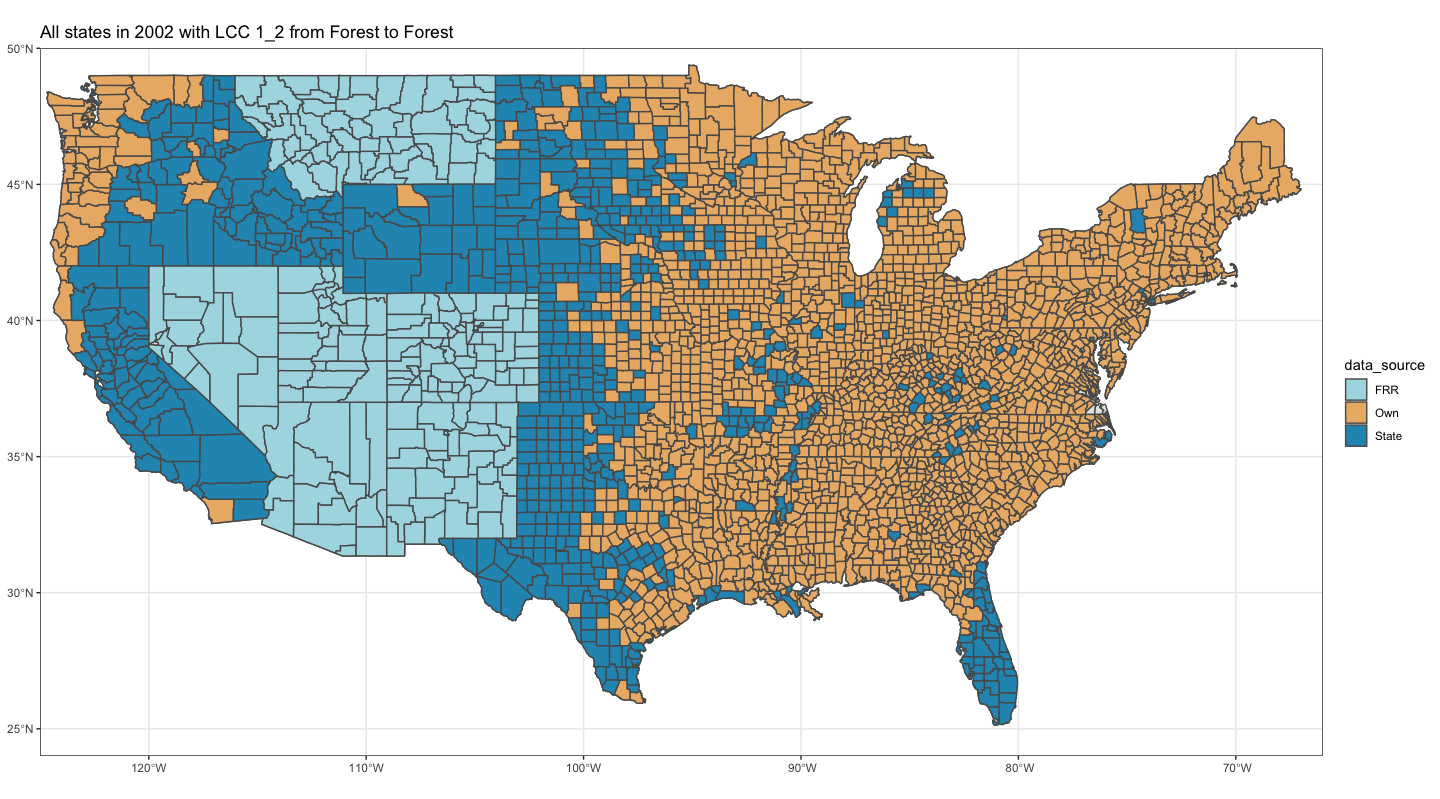 All states in 2002 with LCC 1_2 from Forest to Forest
50°N
45°N
40°N
35°N
30°N
25°N
120°W
110°W
100°W
90°W
80°W
70°W
data_source
FRR
Own
State